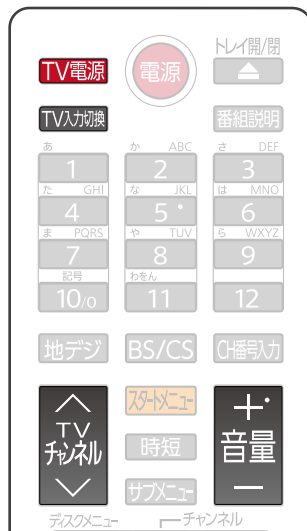 トレイ開/閉
TV電源 電源
TV入力切換 番組説明
あ か ABC さ DEF
1 2 3
た GHI な JKL は MNO
4 5 6
ま PQRS や TUV ら WXYZ
7 8 9
記号 わをん
10/0 11 12
地デジ BS/CS CH番号入力
スタートメニュー
TV
チャンネル
+
音量
−
時短
サブメニュー
ディスクメニュー チャンネル